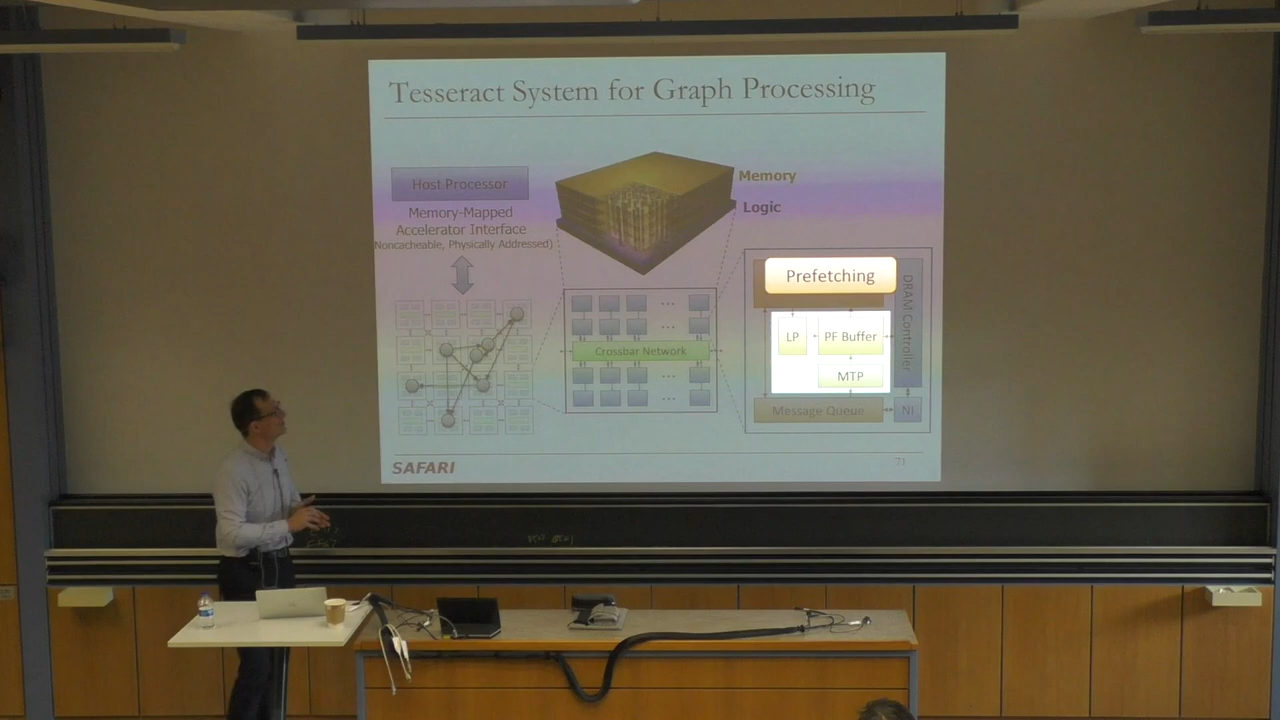 Tesseract System for Graph Processing
Host Processor
Memory-Mapped
Accelerator Interface
Noncacheable, Physically Addressed)
Memory
Logic
Crossbar Network
Prefetching
LP
PF Buffer
MTP
Message Queue
DRAM Controller
NI
SAFARI
71